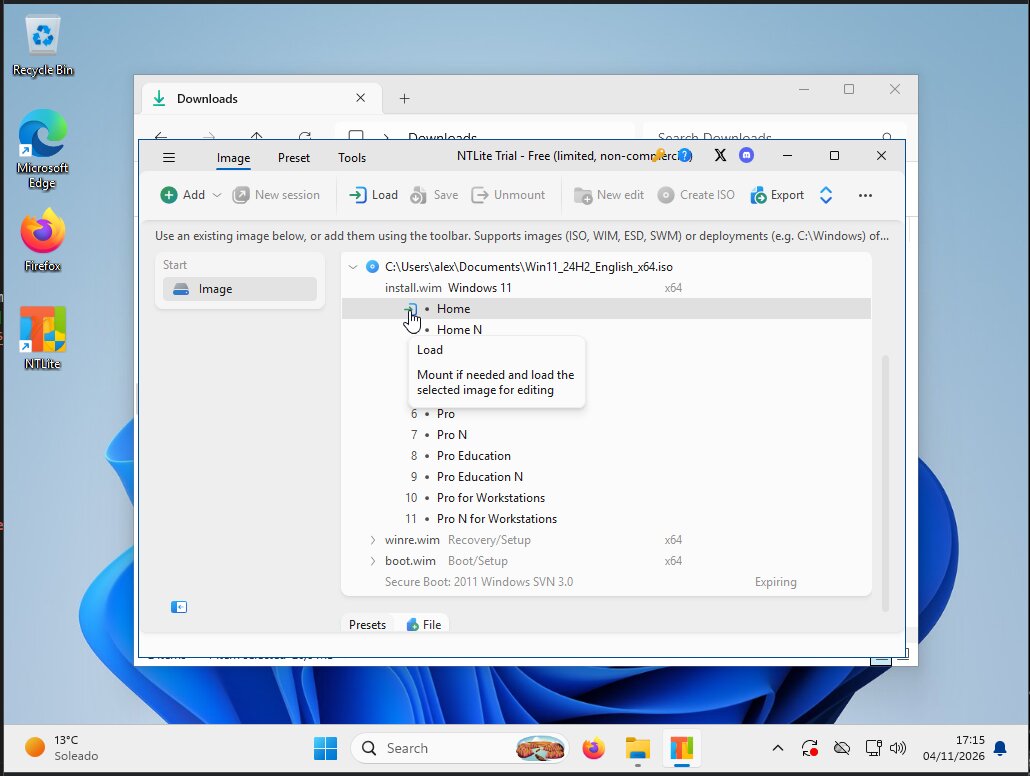 Recycle Bin
Microsoft
Edge
Firefox
NTLite
Downloads
Downloads
Search Downloads
Image
Preset
Tools
NTLite Trial - Free (limited, non-commercial)
Add
New session
Load
Save
Unmount
New edit
Create ISO
Export
Use an existing image below, or add them using the toolbar. Supports images (ISO, WIM, ESD, SWM) or deployments (e.g. C:\Windows) of...
Start
Image
C:\Users\alex\Documents\Win11_24H2_English_x64.iso
install.wim Windows 11 x64
• Home
• Home N
Load
Mount if needed and load the
selected image for editing
6 • Pro
7 • Pro N
8 • Pro Education
9 • Pro Education N
10 • Pro for Workstations
11 • Pro N for Workstations
winre.wim Recovery/Setup x64
boot.wim Boot/Setup x64
Secure Boot: 2011 Windows SVN 3.0 Expiring
Presets
File
13°C
Soleado
Search
17:15
04/11/2026